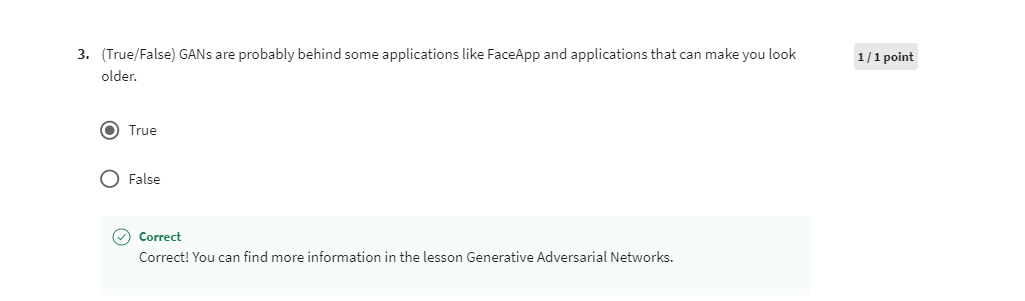 3. (True/False) GANs are probably behind some applications like FaceApp and applications that can make you look
older.
1 / 1 point
True
False
Correct
Correct! You can find more information in the lesson Generative Adversarial Networks.